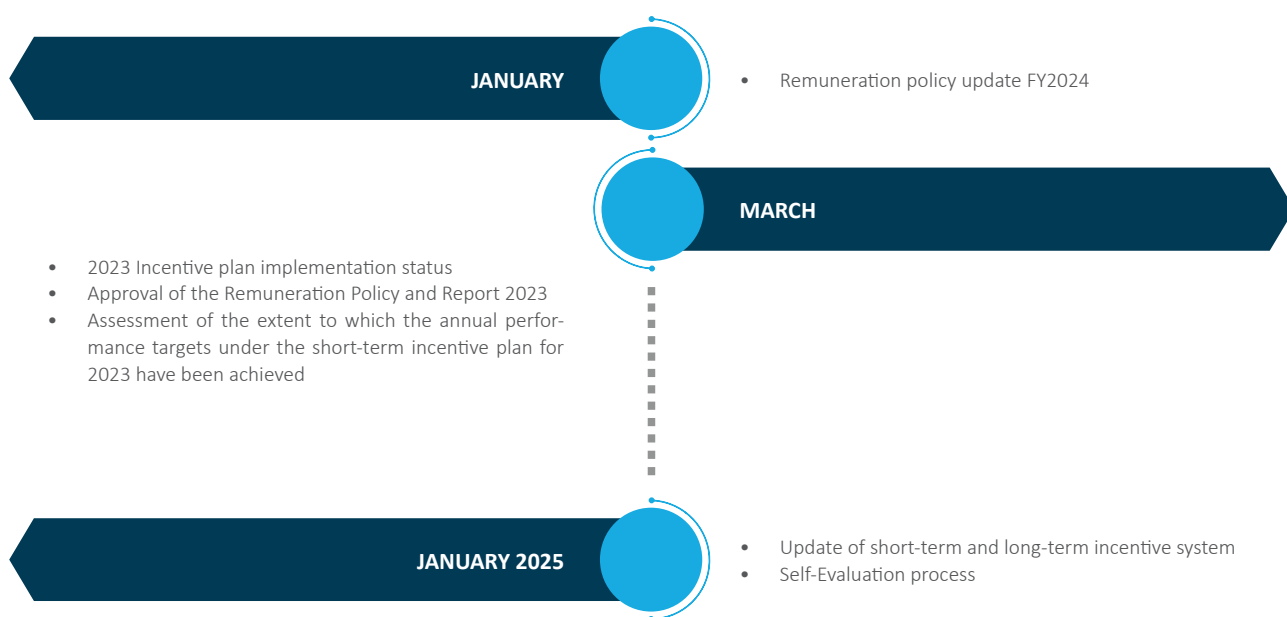 JANUARY
• Remuneration policy update FY2024
MARCH
• 2023 Incentive plan implementation status
• Approval of the Remuneration Policy and Report 2023
• Assessment of the extent to which the annual perfor-
mance targets under the short-term incentive plan for
2023 have been achieved
JANUARY 2025
• Update of short-term and long-term incentive system
• Self-Evaluation process